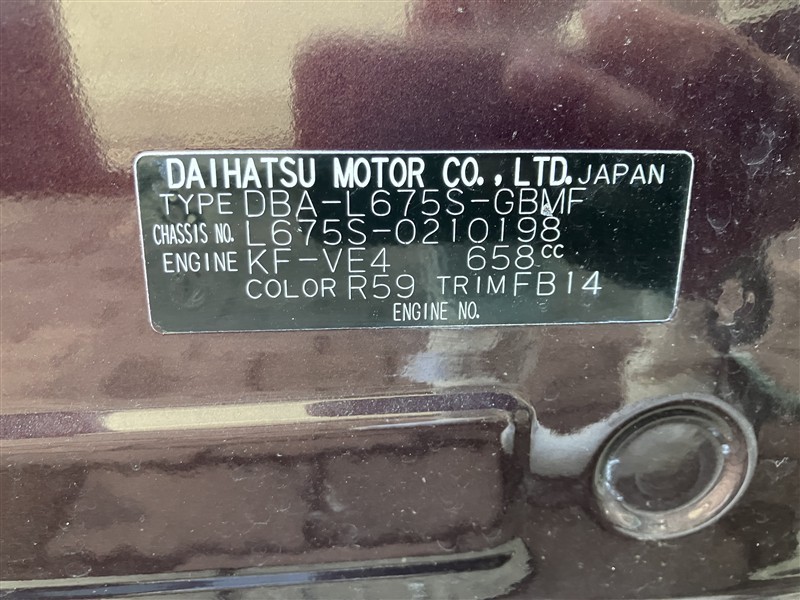 DAIHATSU MOTOR CO., LTD. JAPAN
TYPE DBA-L675S-GBMF
CHASSIS NO. L675S-0210198
ENGINE KF-VE4 658cc
COLOR R59 TRIM FB14
ENGINE NO.